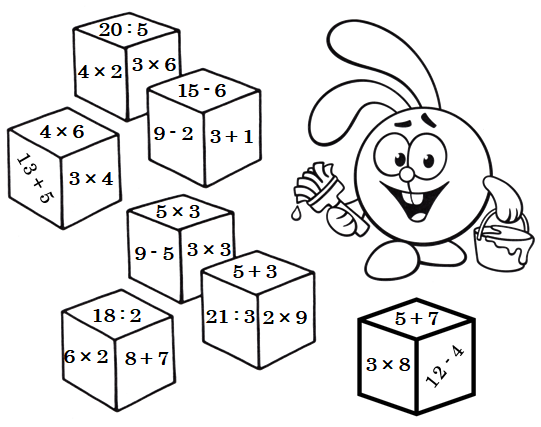 20 : 5
4 × 2
3 × 6
15 - 6
9 - 2
3 + 1
4 × 6
13 + 5
3 × 4
5 × 3
9 - 5
3 × 3
5 + 3
21 : 3
2 × 9
18 : 2
6 × 2
8 + 7
5 + 7
3 × 8
12 - 4